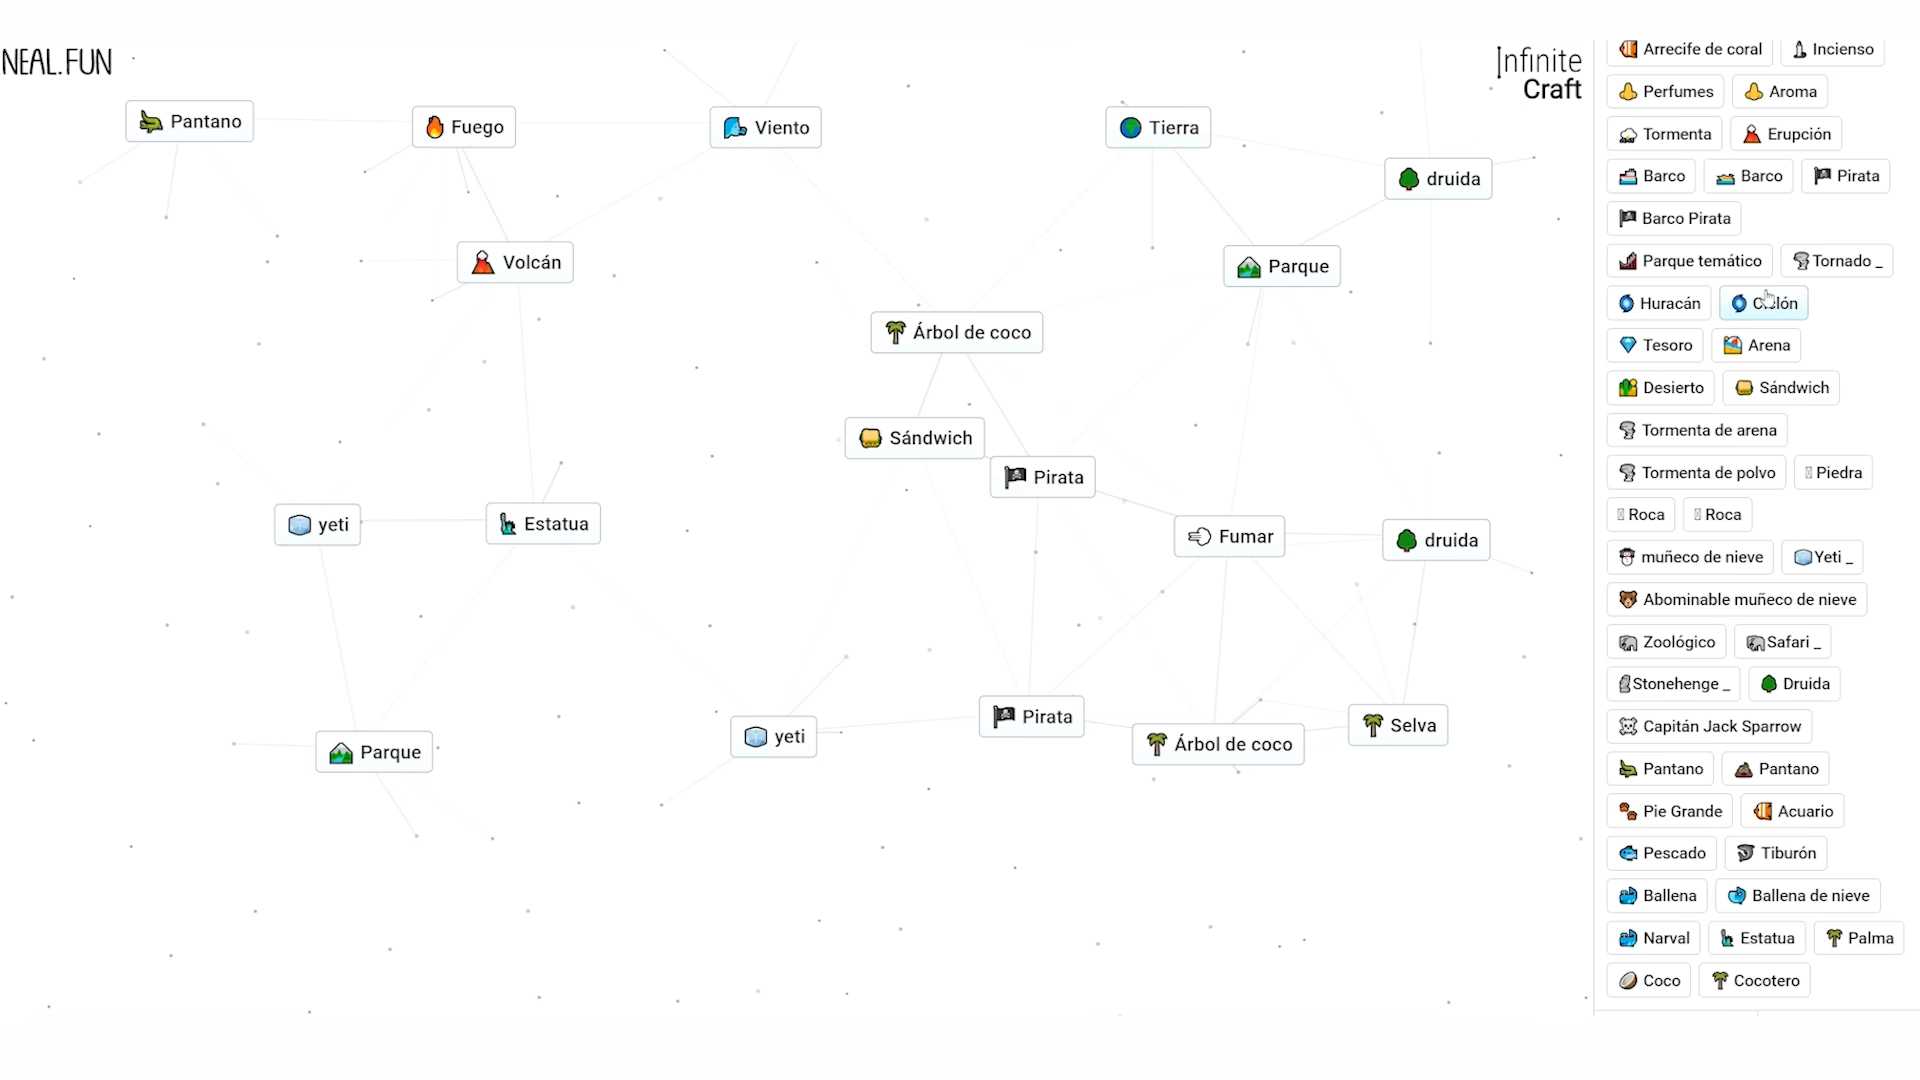 NEAL.FUN
Infinite
Craft
Pantano
Fuego
Viento
Tierra
druida
Volcán
Parque
Árbol de coco
Sándwich
Pirata
yeti
Estatua
Fumar
druida
Parque
yeti
Pirata
Árbol de coco
Selva
Arrecife de coral Incienso
Perfumes Aroma
Tormenta Erupción
Barco Barco Pirata
Barco Pirata
Parque temático Tornado _
Huracán
Tesoro Arena
Desierto Sándwich
Tormenta de arena
Tormenta de polvo Piedra
Roca Roca
muñeco de nieve Yeti _
Abominable muñeco de nieve
Zoológico Safari _
Stonehenge _ Druida
Capitán Jack Sparrow
Pantano Pantano
Pie Grande Acuario
Pescado Tiburón
Ballena Ballena de nieve
Narval Estatua Palma
Coco Cocotero